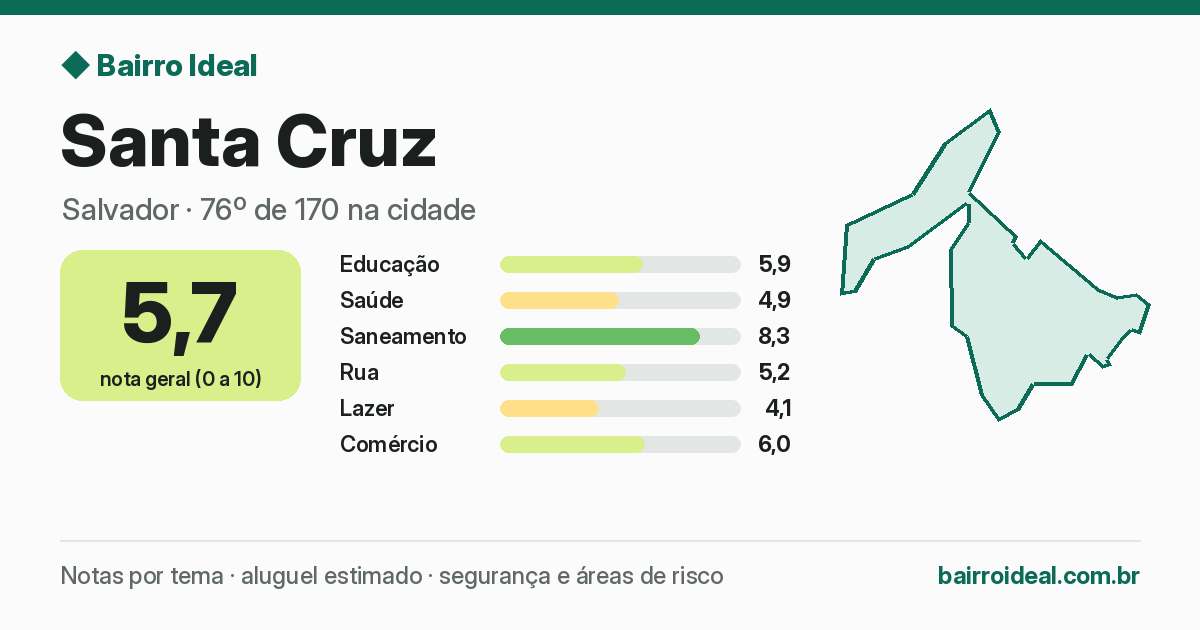 Bairro Ideal
Santa Cruz
Salvador · 76º de 170 na cidade
5,7
nota geral (0 a 10)
Educação 5,9
Saúde 4,9
Saneamento 8,3
Rua 5,2
Lazer 4,1
Comércio 6,0
Notas por tema · aluguel estimado · segurança e áreas de risco
bairroideal.com.br